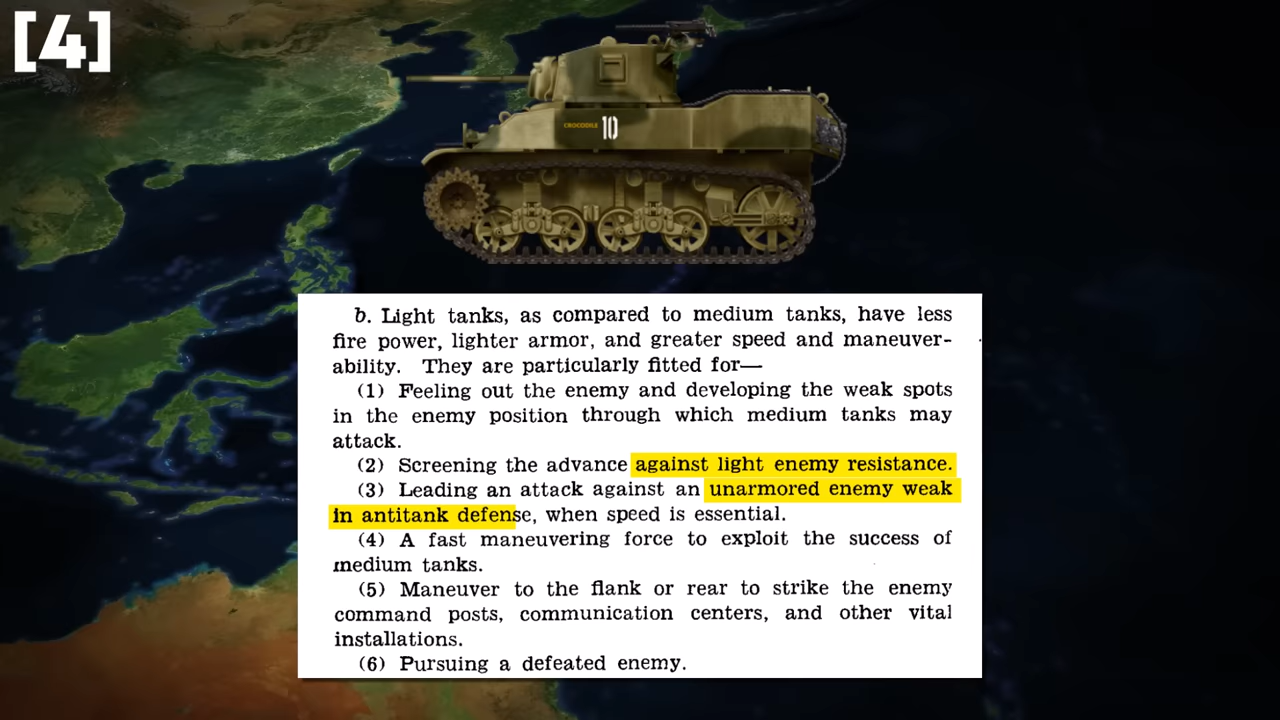 [4]
CROCODILE 10
b. Light tanks, as compared to medium tanks, have less
fire power, lighter armor, and greater speed and maneuver-
ability. They are particularly fitted for—
(1) Feeling out the enemy and developing the weak spots
in the enemy position through which medium tanks may
attack.
(2) Screening the advance against light enemy resistance.
(3) Leading an attack against an unarmored enemy weak
in antitank defense, when speed is essential.
(4) A fast maneuvering force to exploit the success of
medium tanks.
(5) Maneuver to the flank or rear to strike the enemy
command posts, communication centers, and other vital
installations.
(6) Pursuing a defeated enemy.